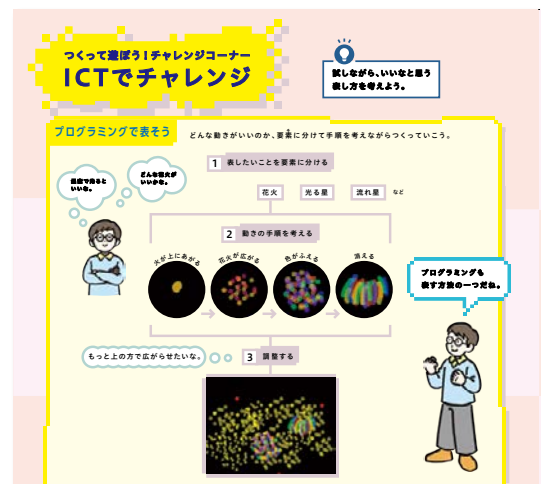 つくって遊ぼう!チャレンジコーナー
ICTでチャレンジ
試しながら、いいなと思う
表し方を考えよう。
プログラミングで表そう
どんな動きがいいのか、要素に分けて手順を考えながらつくっていこう。
1 表したいことを要素に分ける
花火 光る星 流れ星 など
どんな花火が
いいかな。
いいな。
2 動きの手順を考える
火が上にあがる 花火が広がる 色がふえる 消える
プログラミングも
表す方法の一つだね。
もっと上の方で広がらせたいな。
3 調整する